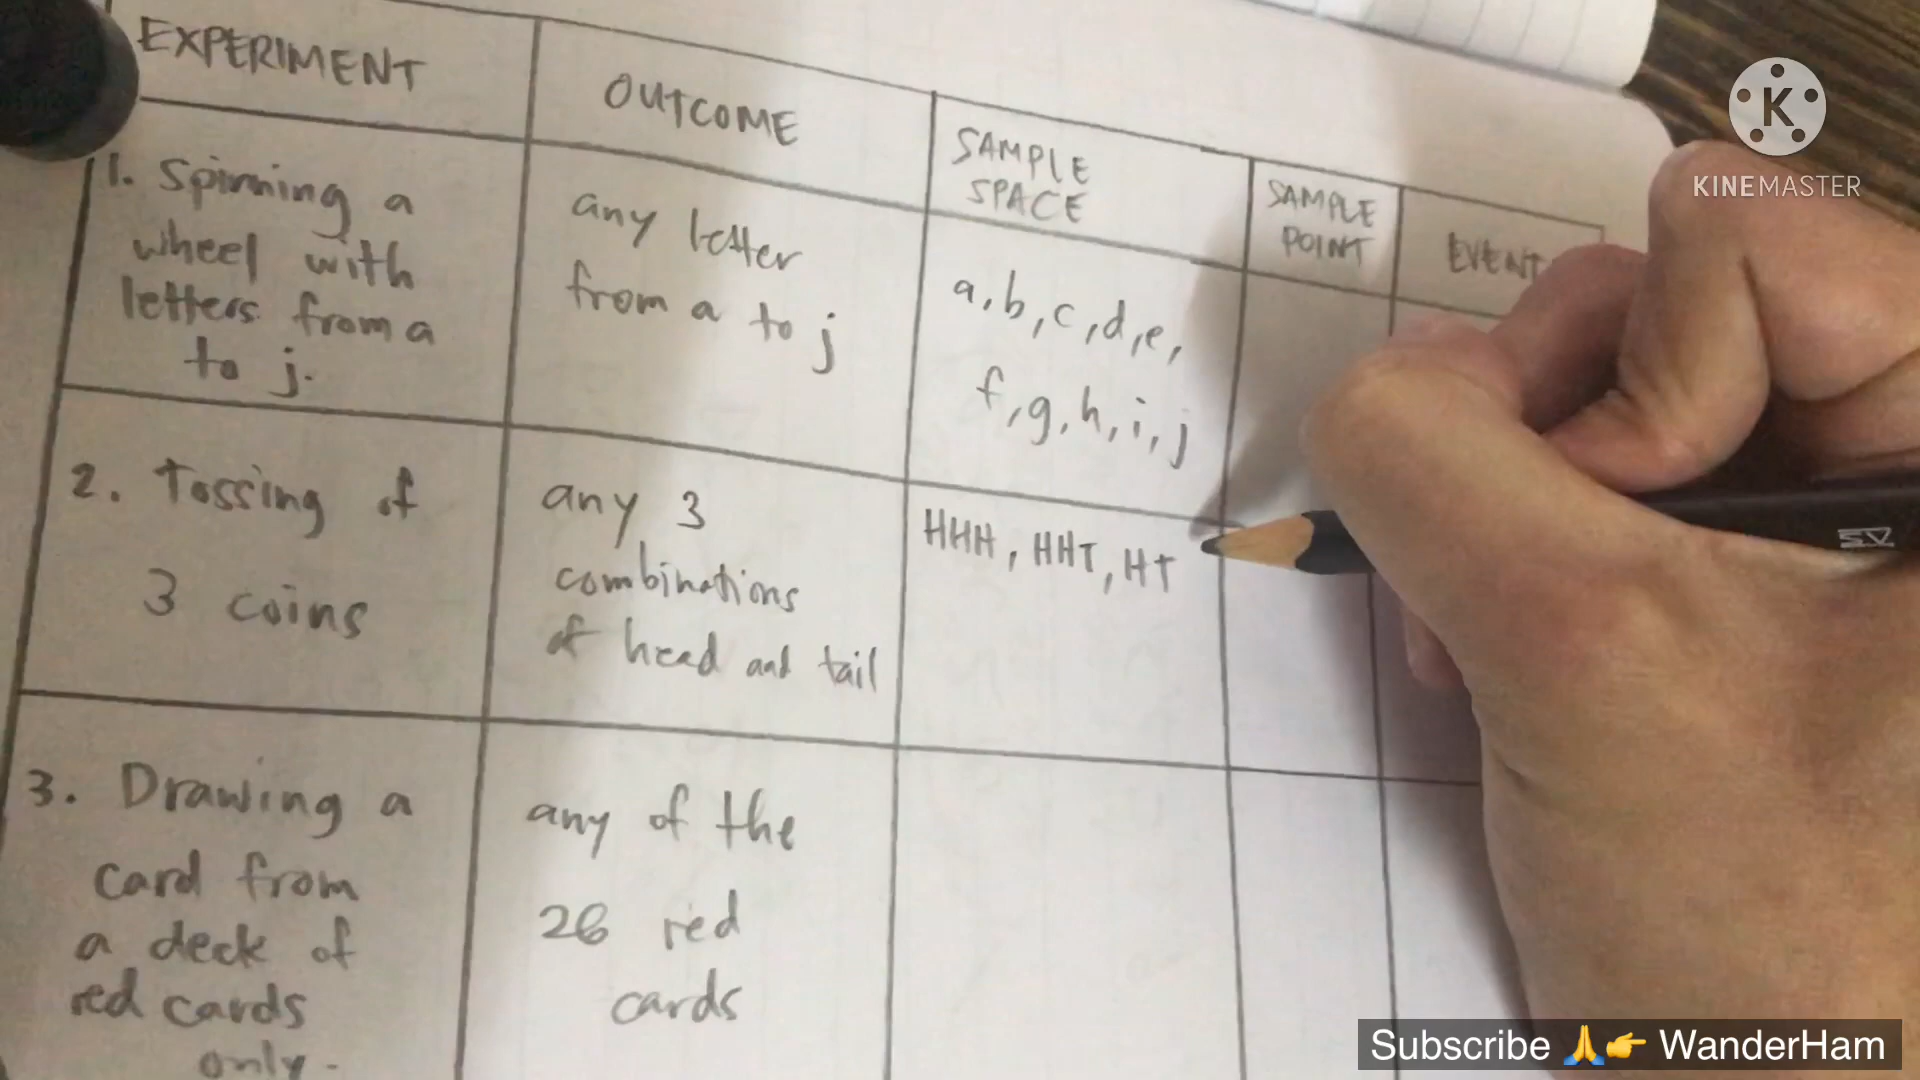 EXPERIMENT
OUTCOME
SAMPLE
SPACE
SAMPLE
POINT
EVENT
1. Spinning a
wheel with
letters from a
to j.
any letter
from a to j
a, b, c, d, e,
f, g, h, i, j
2. Tossing of
3 coins
any 3
combinations
of head and tail
HHH, HHT, HT
3. Drawing a
card from
a deck of
red cards
only.
any of the
26 red
cards
K
KINEMASTER
Subscribe 🙏👉 WanderHam